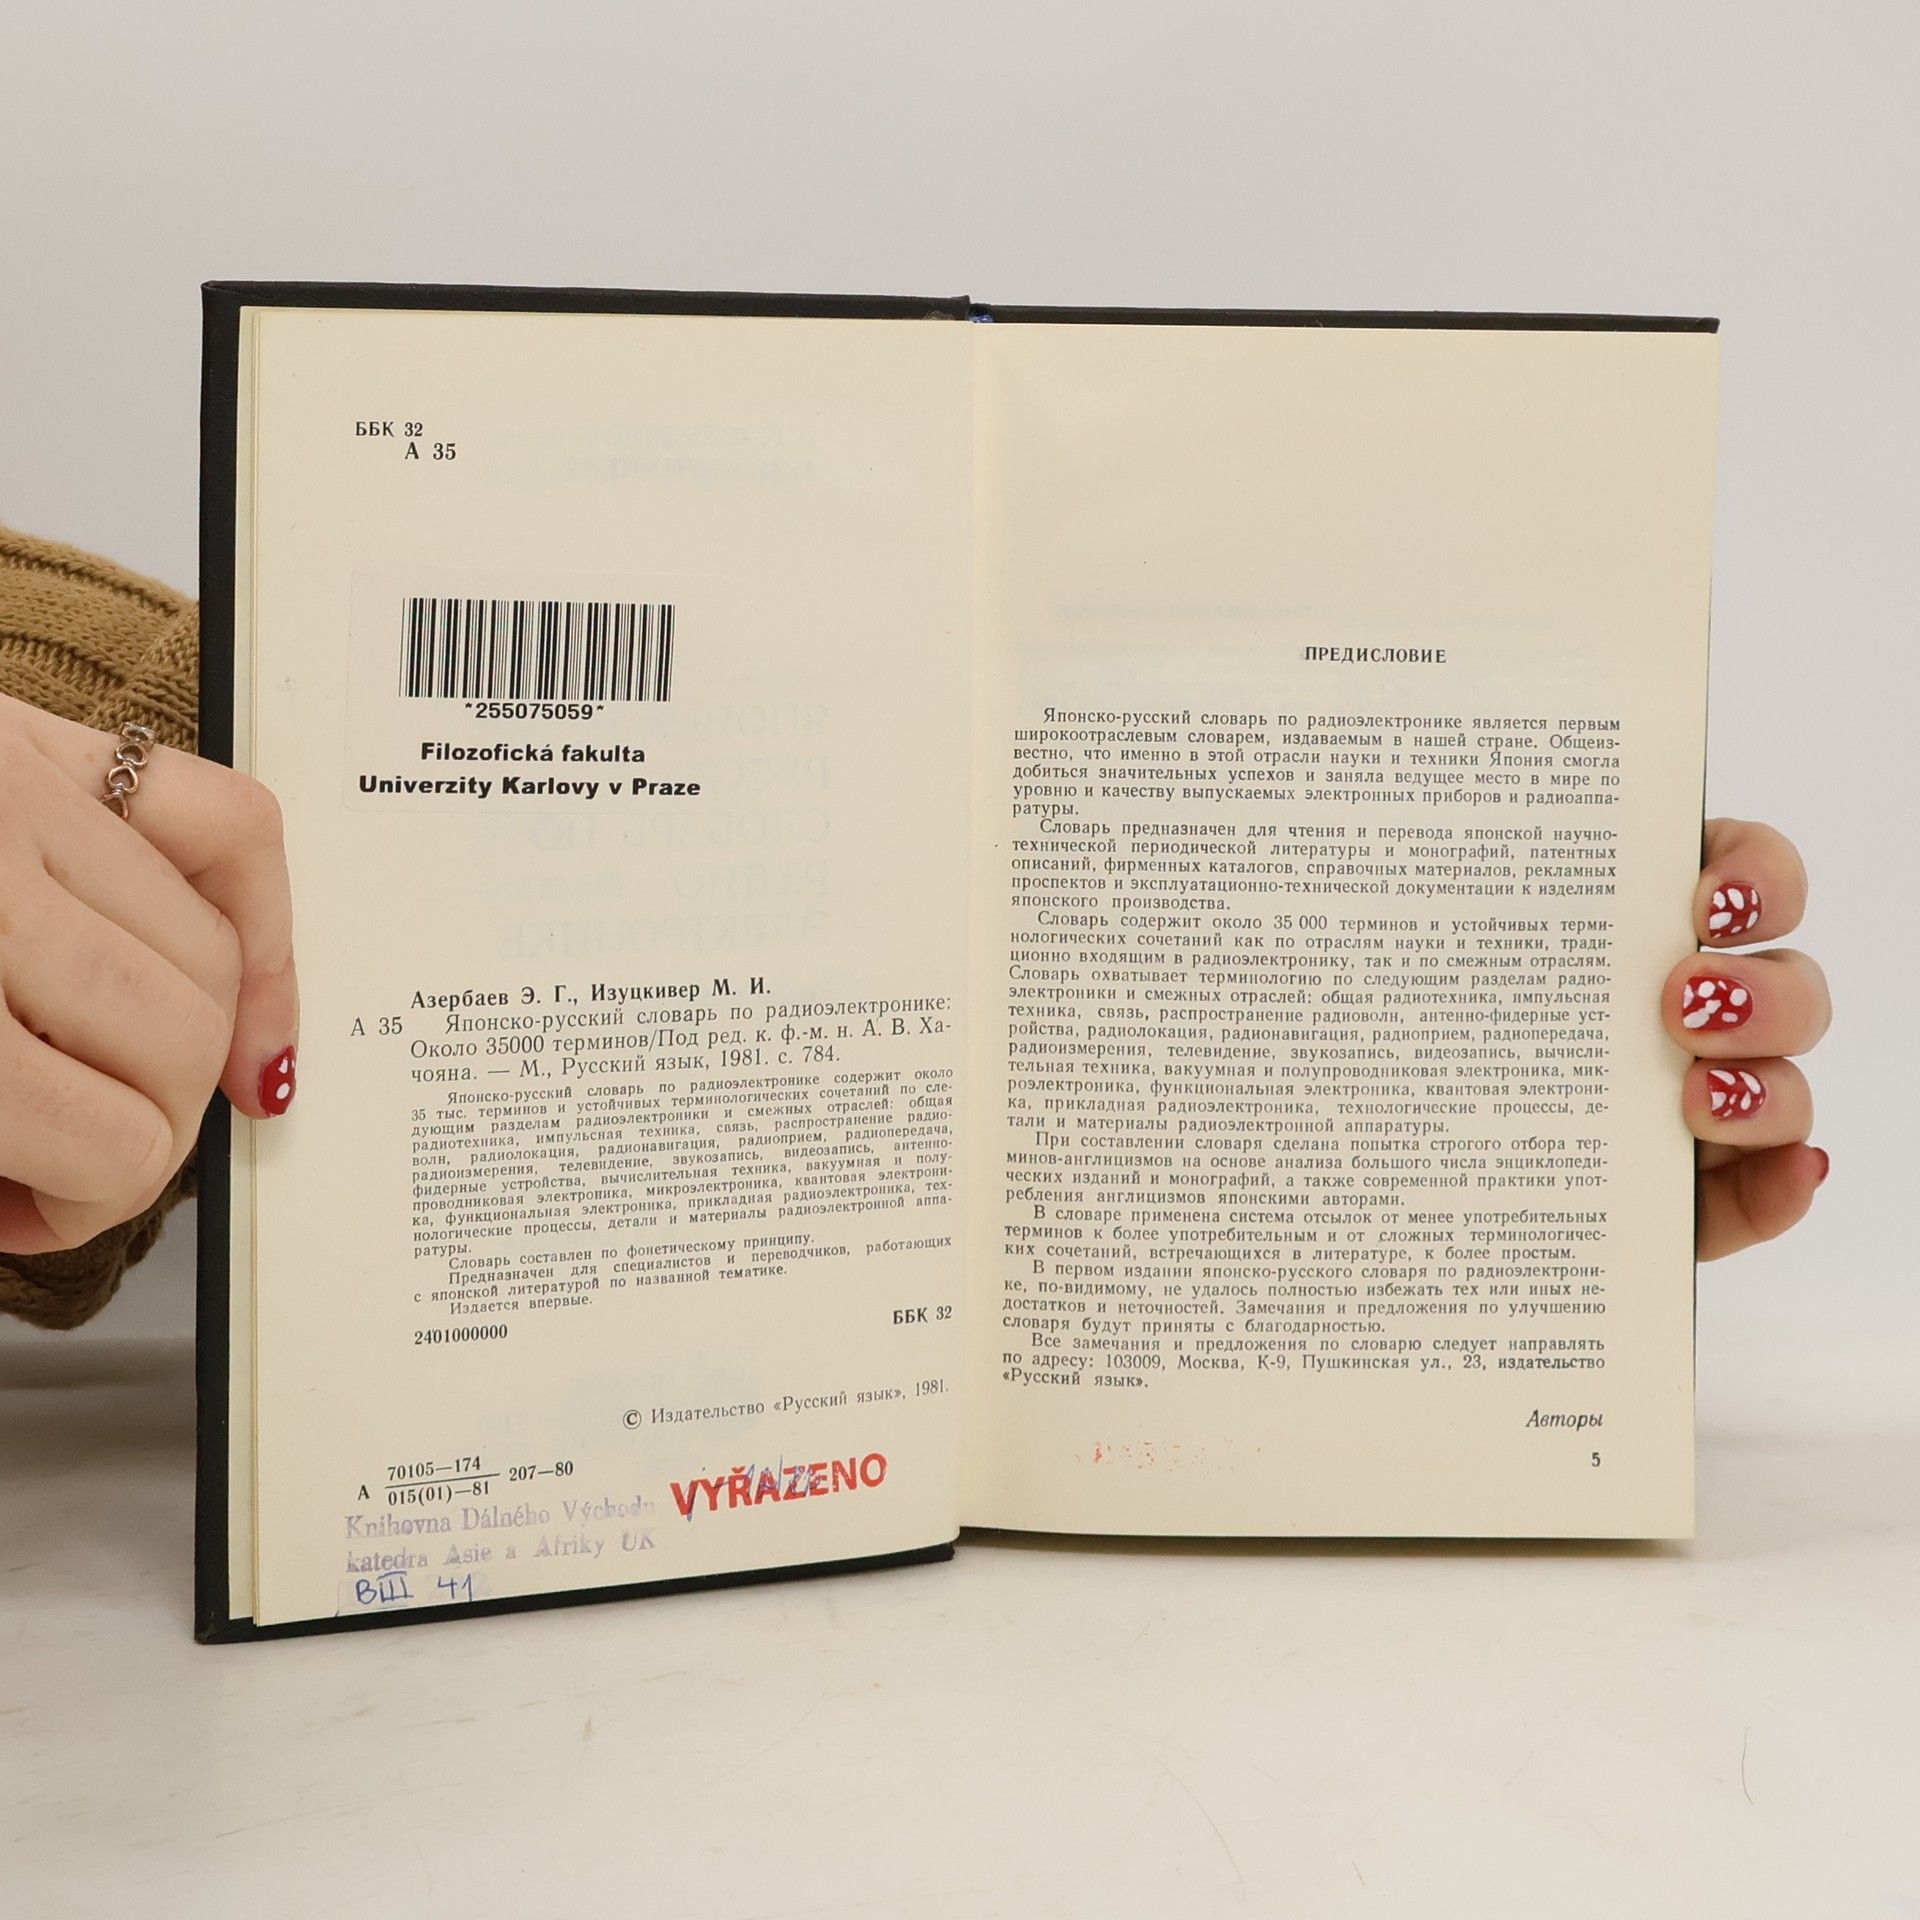 ББК 32
А 35
*255075059*
Filozofická fakulta
Univerzity Karlovy v Praze
Азербаев Э. Г., Изуцкивер М. И.
А 35 Японско-русский словарь по радиоэлектронике:
Около 35000 терминов/Под ред. к. ф.-м. н. А. В. Ха-
чояна. — М., Русский язык, 1981. с. 784.
Японско-русский словарь по радиоэлектронике содержит около
35 тыс. терминов и устойчивых терминологических сочетаний по сле-
дующим разделам радиоэлектроники и смежных отраслей: общая
радиотехника, импульсная техника, связь, распространение радио-
волн, радиолокация, радионавигация, радиоприем, радиопередача,
радиоизмерения, телевидение, звукозапись, видеозапись, антенно-
фидерные устройства, вычислительная техника, вакуумная и полу-
проводниковая электроника, микроэлектроника, квантовая электрони-
ка, функциональная электроника, прикладная радиоэлектроника, тех-
нологические процессы, детали и материалы радиоэлектронной аппа-
ратуры.
Словарь составлен по фонетическому принципу.
Предназначен для специалистов и переводчиков, работающих
с японской литературой по названной тематике.
Издается впервые.
2401000000
ББК 32
© Издательство «Русский язык», 1981.
А 70105—174
015(01)—81 207—80
VYŘAZENO
Knihovna Dálného Východu
katedra Asie a Afriky UK
BIII 41
ПРЕДИСЛОВИЕ
Японско-русский словарь по радиоэлектронике является первым
широкоотраслевым словарем, издаваемым в нашей стране. Общеиз-
вестно, что именно в этой отрасли науки и техники Япония смогла
добиться значительных успехов и заняла ведущее место в мире по
уровню и качеству выпускаемых электронных приборов и радиоаппа-
ратуры.
Словарь предназначен для чтения и перевода японской научно-
технической периодической литературы и монографий, патентных
описаний, фирменных каталогов, справочных материалов, рекламных
проспектов и эксплуатационно-технической документации к изделиям
японского производства.
Словарь содержит около 35 000 терминов и устойчивых терми-
нологических сочетаний как по отраслям науки и техники, тради-
ционно входящим в радиоэлектронику, так и по смежным отраслям.
Словарь охватывает терминологию по следующим разделам радио-
электроники и смежных отраслей: общая радиотехника, импульсная
техника, связь, распространение радиоволн, антенно-фидерные уст-
ройства, радиолокация, радионавигация, радиоприем, радиопередача,
радиоизмерения, телевидение, звукозапись, видеозапись, вычисли-
тельная техника, вакуумная и полупроводниковая электроника, мик-
роэлектроника, функциональная электроника, квантовая электрони-
ка, прикладная радиоэлектроника, технологические процессы, де-
тали и материалы радиоэлектронной аппаратуры.
При составлении словаря сделана попытка строгого отбора тер-
минов-англицизмов на основе анализа большого числа энциклопеди-
ческих изданий и монографий, а также современной практики упот-
ребления англицизмов японскими авторами.
В словаре применена система отсылок от менее употребительных
терминов к более употребительным и от сложных терминологичес-
ких сочетаний, встречающихся в литературе, к более простым.
В первом издании японско-русского словаря по радиоэлектрони-
ке, по-видимому, не удалось полностью избежать тех или иных не-
достатков и неточностей. Замечания и предложения по улучшению
словаря будут приняты с благодарностью.
Все замечания и предложения по словарю следует направлять
по адресу: 103009, Москва, К-9, Пушкинская ул., 23, издательство
«Русский язык».
Авторы
5